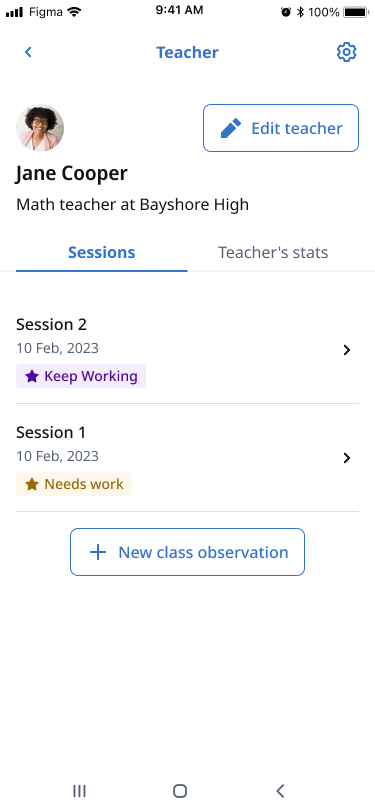 Figma 9:41 AM 100%
Teacher
Edit teacher
Jane Cooper
Math teacher at Bayshore High
Sessions Teacher's stats
Session 2
10 Feb, 2023
Keep Working
Session 1
10 Feb, 2023
Needs work
New class observation